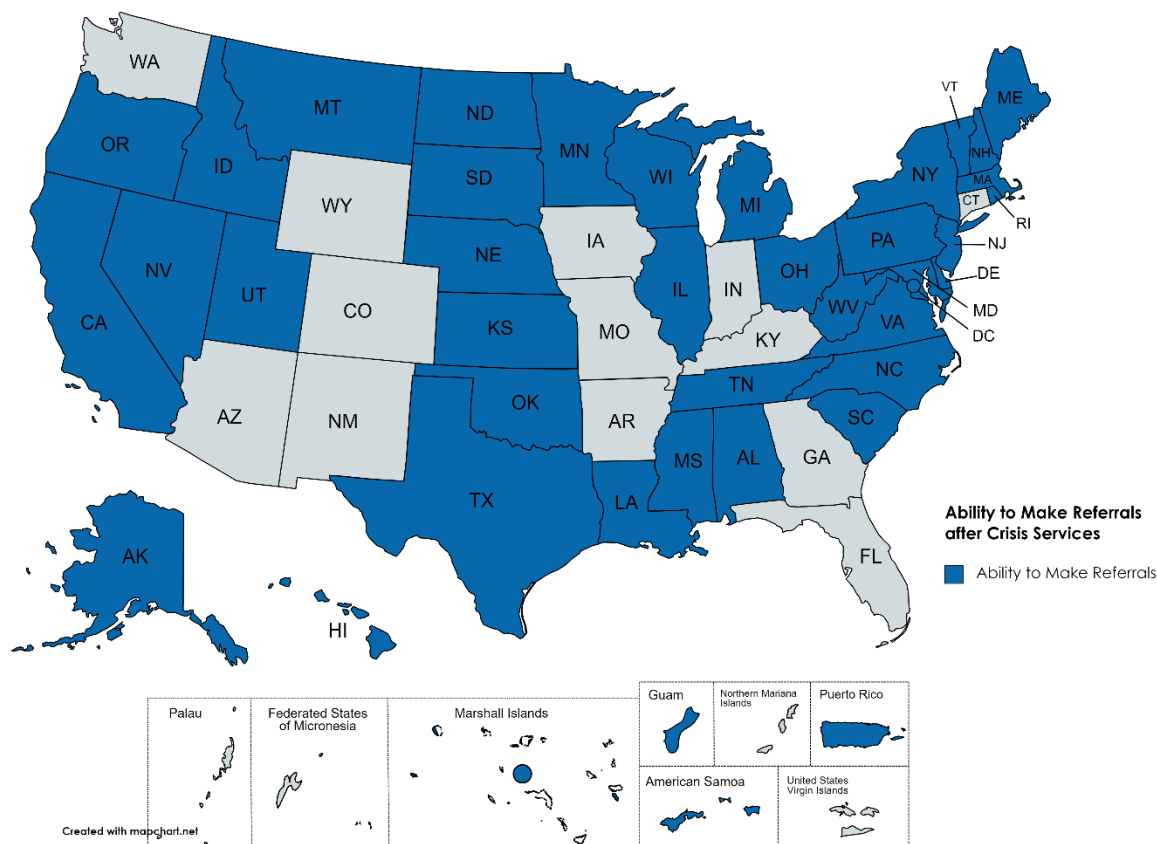 WA
MT
ND
MN
VT
ME
OR
ID
SD
WI
MI
NY
NH
MA
CT
RI
WY
IA
PA
NJ
NE
NV
UT
IL
IN
OH
DE
MD
DC
CA
CO
KS
MO
WV
VA
KY
NC
TN
AZ
NM
OK
AR
SC
MS
AL
GA
TX
LA
FL
AK
HI
Ability to Make Referrals
after Crisis Services
Ability to Make Referrals
Palau
Federated States
of Micronesia
Marshall Islands
Guam
Northern Mariana
Islands
Puerto Rico
American Samoa
United States
Virgin Islands
Created with mapchart.net